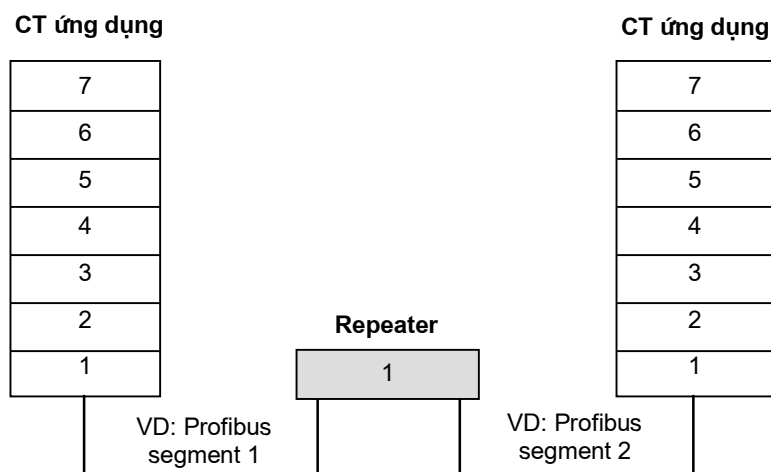 CT ứng dụng
CT ứng dụng
7
6
5
4
3
2
1
Repeater
1
7
6
5
4
3
2
1
VD: Profibus
segment 1
VD: Profibus
segment 2